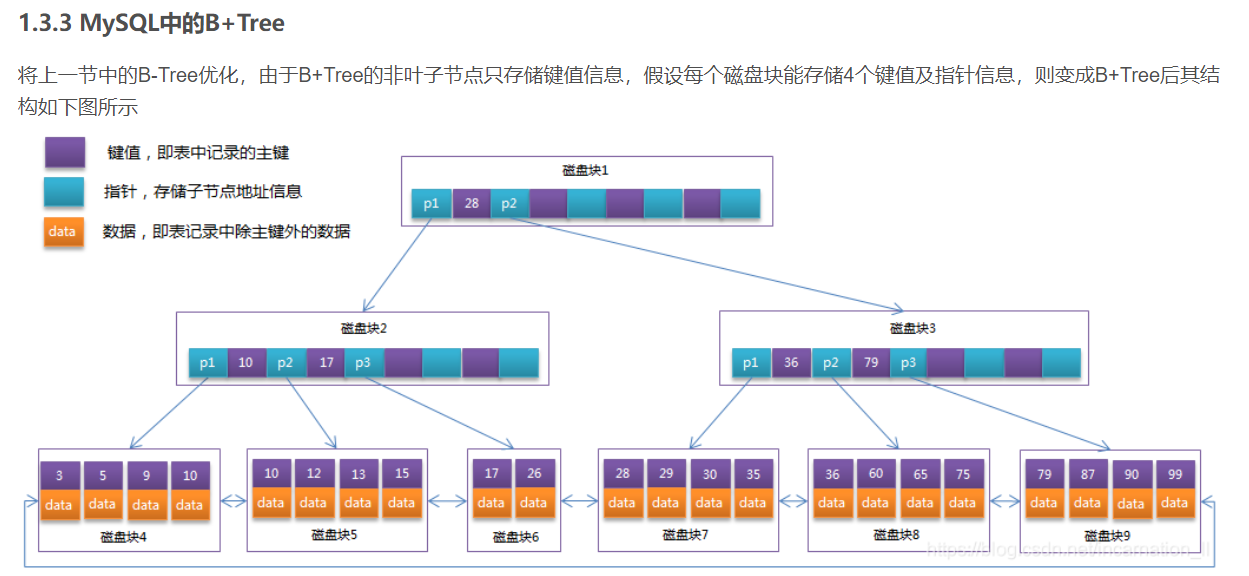 1.3.3 MySQL中的B+Tree
将上一节中的B-Tree优化，由于B+Tree的非叶子节点只存储键值信息，假设每个磁盘块能存储4个键值及指针信息，则变成B+Tree后其结
构如下图所示
键值，即表中记录的主键
指针，存储子节点地址信息
data 数据，即表记录中除主键外的数据
磁盘块1
p1 28 p2
磁盘块2
p1 10 p2 17 p3
磁盘块3
p1 36 p2 79 p3
3 5 9 10
data data data data
磁盘块4
10 12 13 15
data data data data
磁盘块5
17 26
data data
磁盘块6
28 29 30 35
data data data data
磁盘块7
36 60 65 75
data data data data
磁盘块8
79 87 90 99
data data data data
磁盘块9